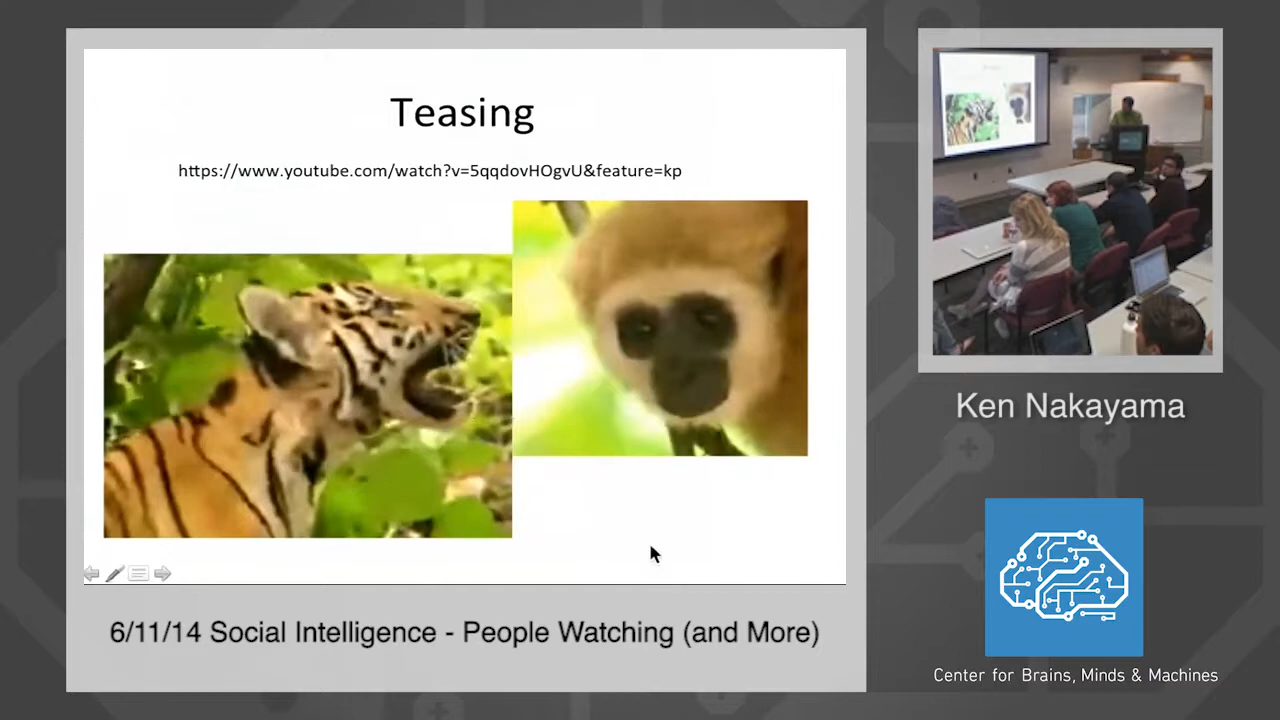 Teasing
https://www.youtube.com/watch?v=5qqdovHOgvU&feature=kp
6/11/14 Social Intelligence - People Watching (and More)
Ken Nakayama
Center for Brains, Minds & Machines